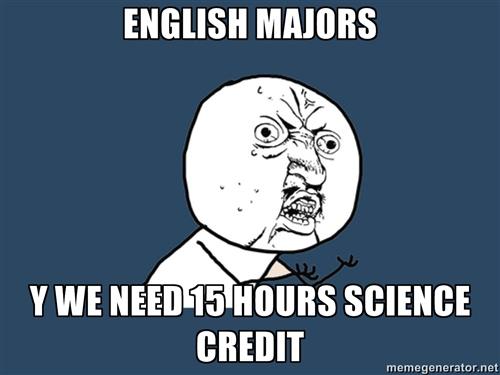 ENGLISH MAJORS
Y WE NEED 15 HOURS SCIENCE
CREDIT
memegenerator.net